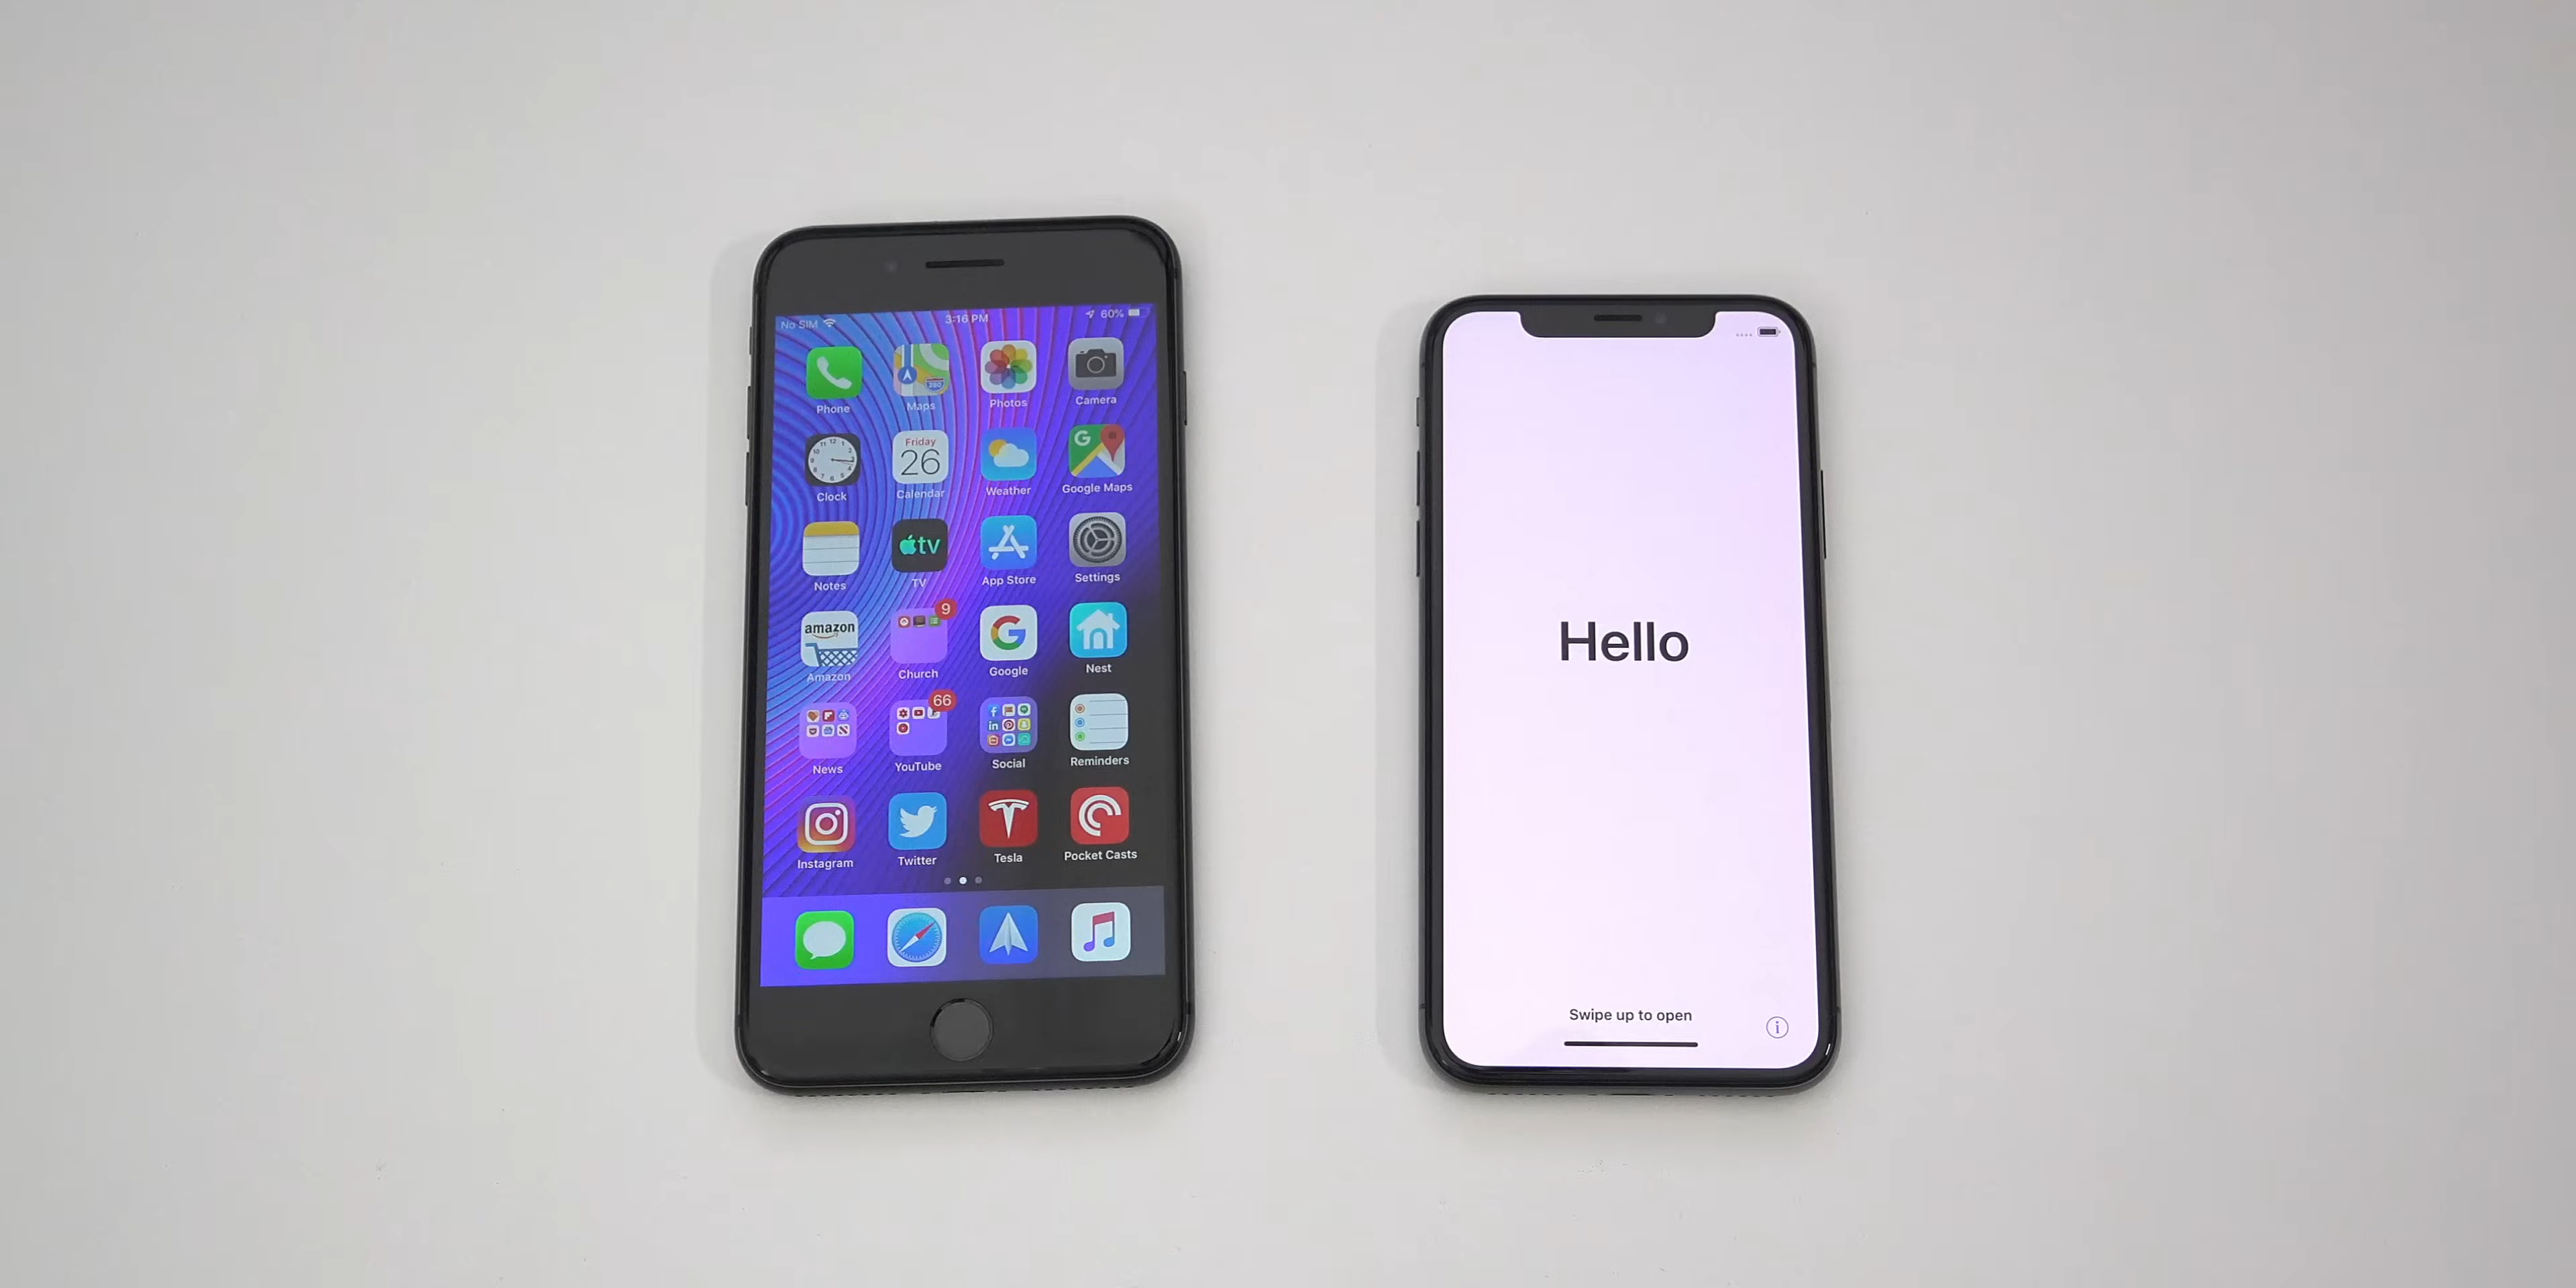 No SIM 3:16 PM 60%
280
Phone Maps Photos Camera
Friday
26
G
Clock Calendar Weather Google Maps
tv
Notes TV App Store Settings
9
amazon
G
Amazon Church Google Nest
66
in
News YouTube Social Reminders
Instagram Twitter Tesla Pocket Casts
Hello
Swipe up to open
i